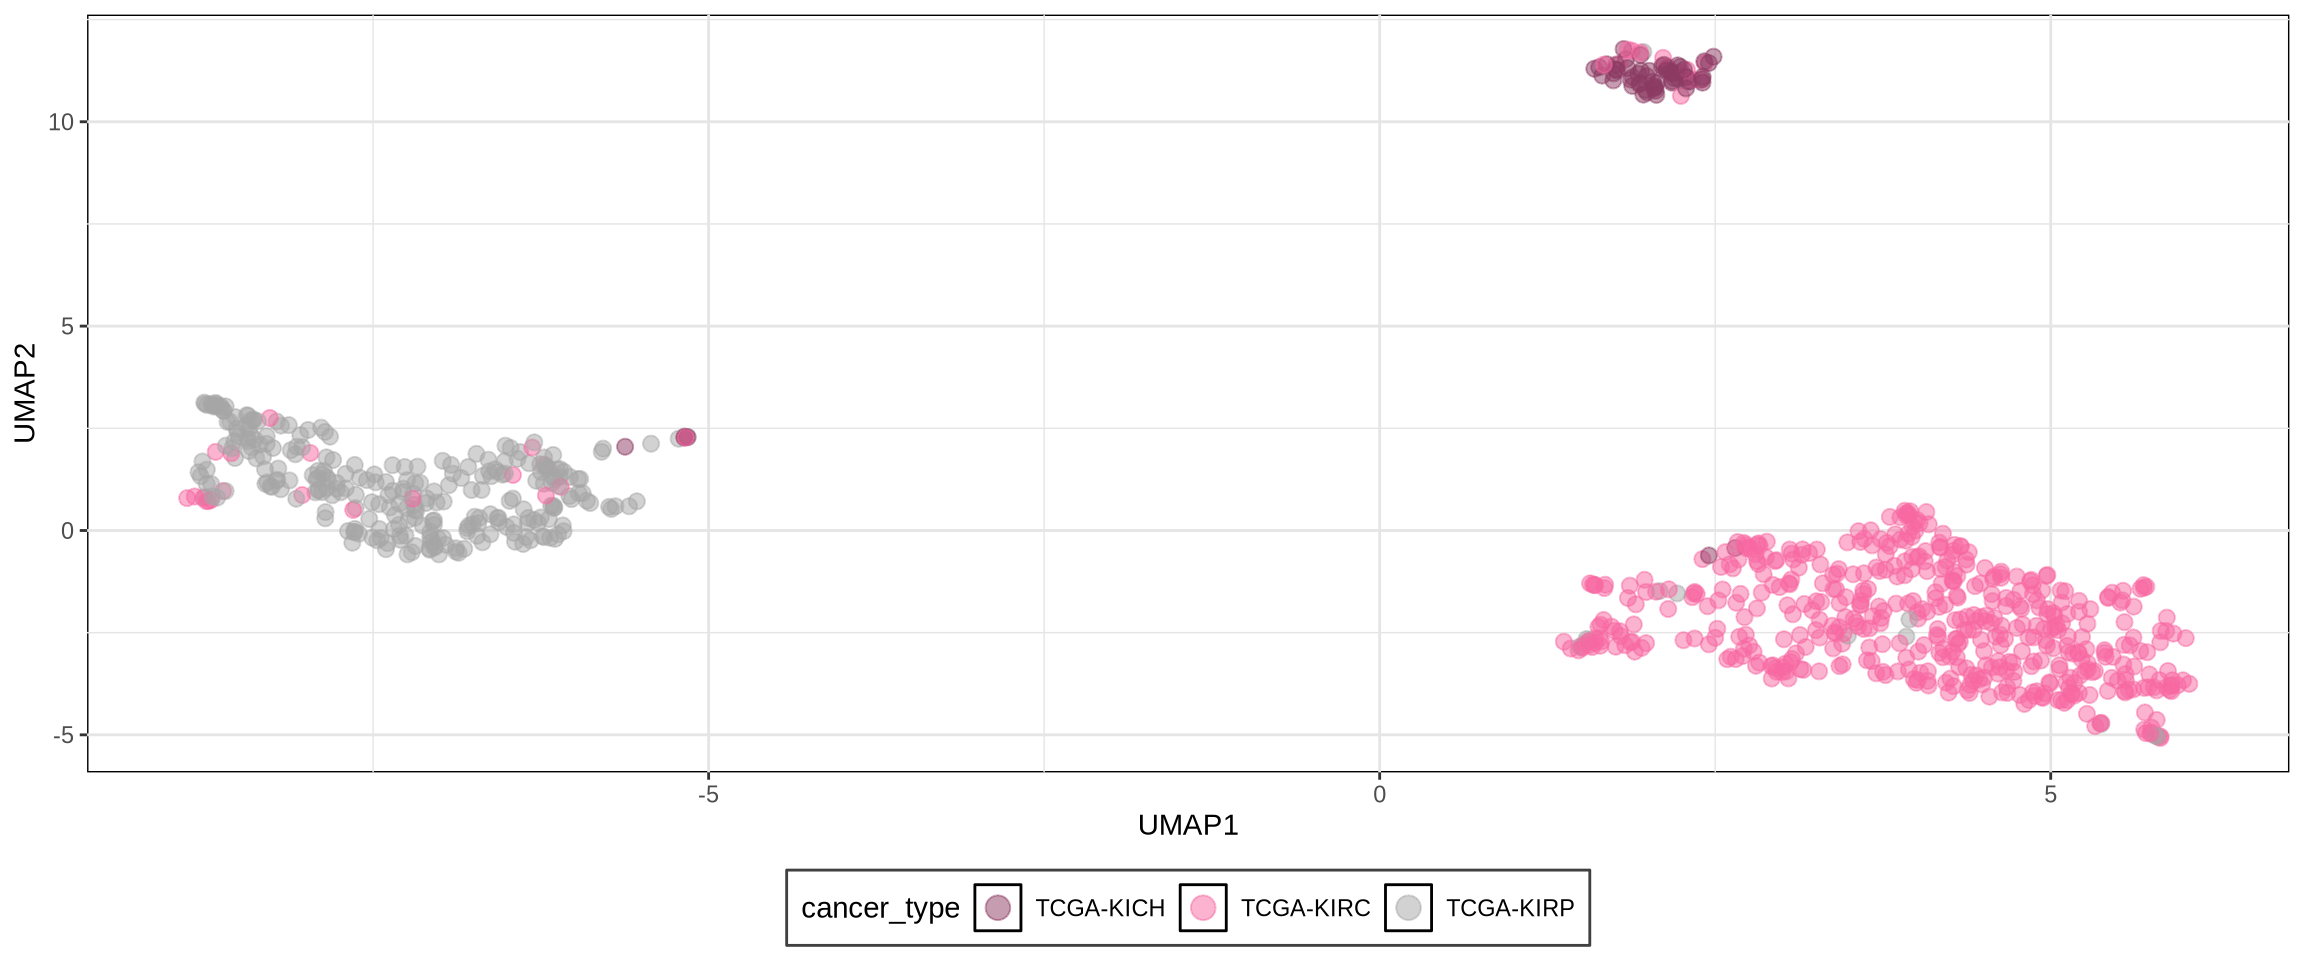 10
5
0
-5
UMAP2
-5 0 5
UMAP1
cancer_type TCGA-KICH TCGA-KIRC TCGA-KIRP